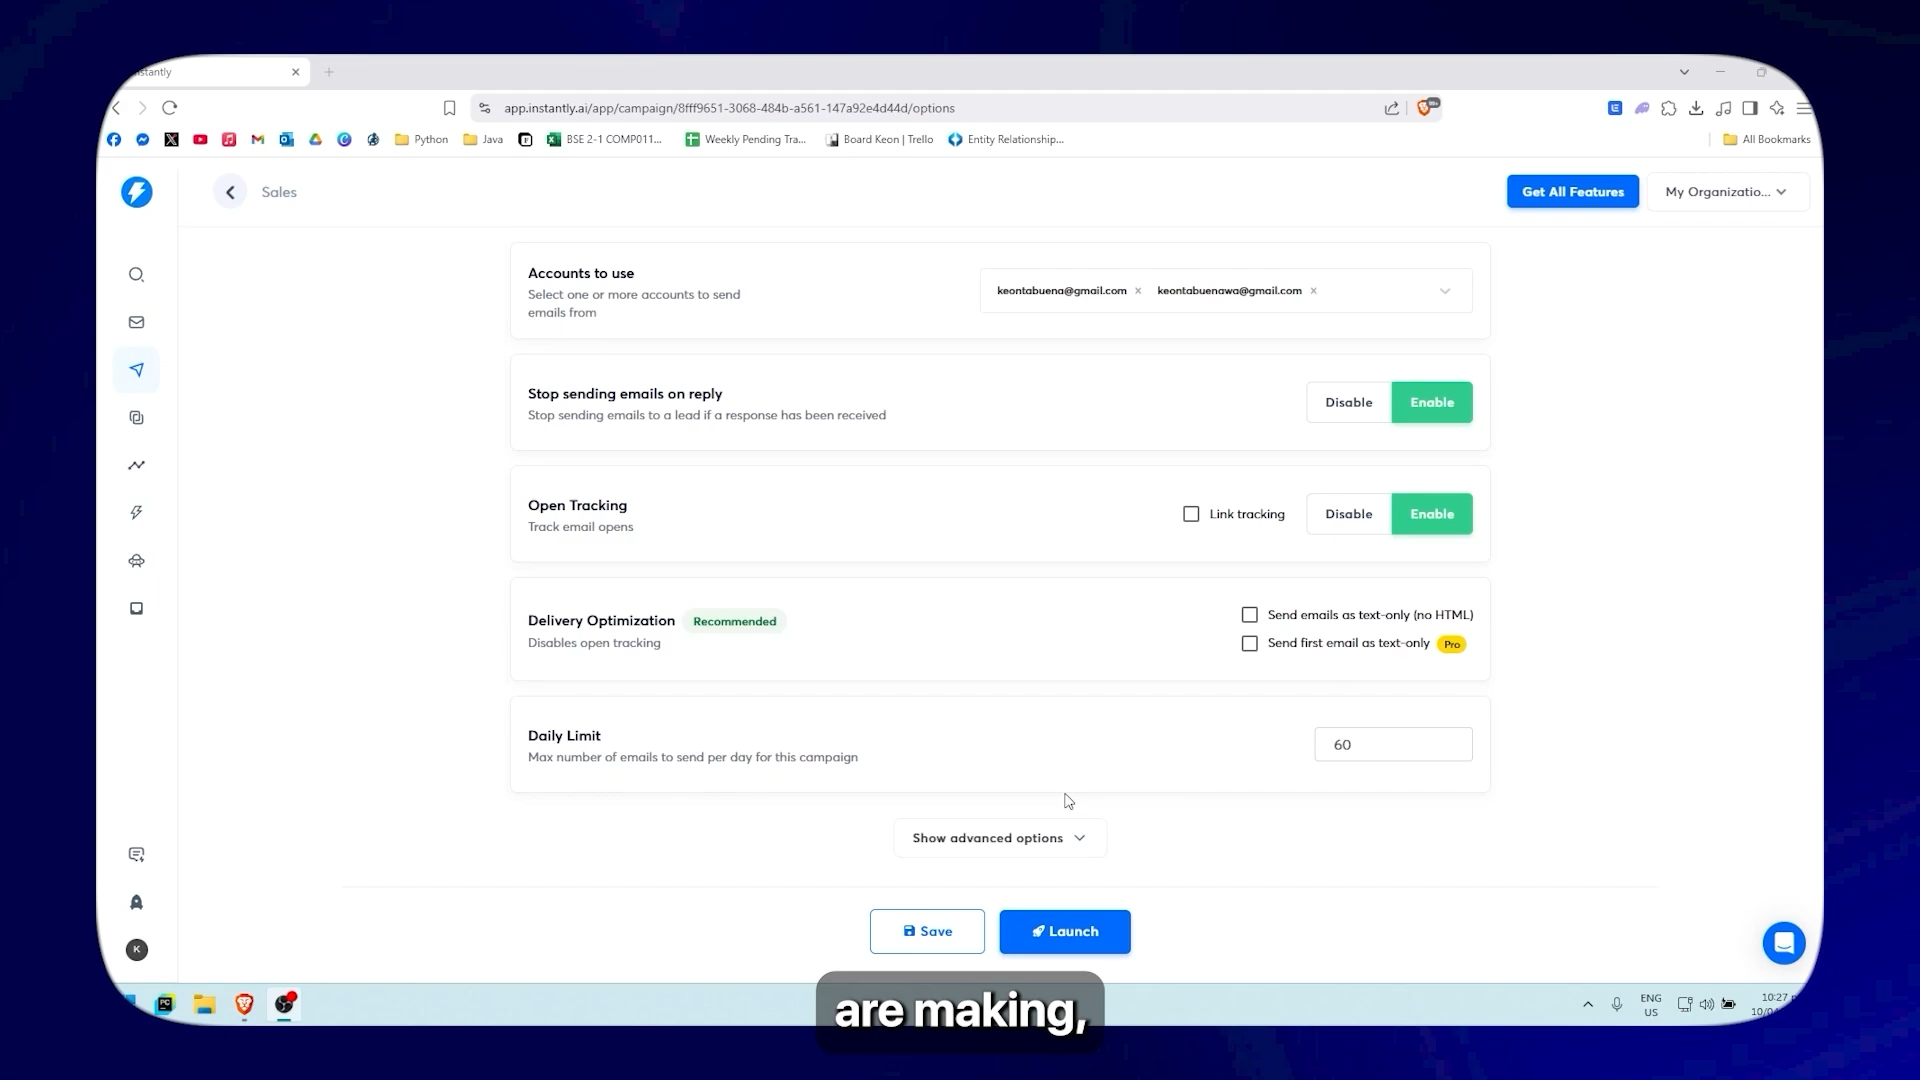 nstantly
app.instantly.ai/app/campaign/8fff9651-3068-484b-a561-147a92e4d44d/options
Python
Java
BSE 2-1 COMP011...
Weekly Pending Tra...
Board Keon | Trello
Entity Relationship...
All Bookmarks
Sales
Get All Features
My Organizatio...
Accounts to use
Select one or more accounts to send
emails from
keontabuena@gmail.com
keontabuenawa@gmail.com
Stop sending emails on reply
Stop sending emails to a lead if a response has been received
Disable
Enable
Open Tracking
Track email opens
Link tracking
Disable
Enable
Delivery Optimization
Recommended
Disables open tracking
Send emails as text-only (no HTML)
Send first email as text-only
Pro
Daily Limit
Max number of emails to send per day for this campaign
60
Show advanced options
Save
Launch
K
PC
are making,
ENG
US
10:27
10/0